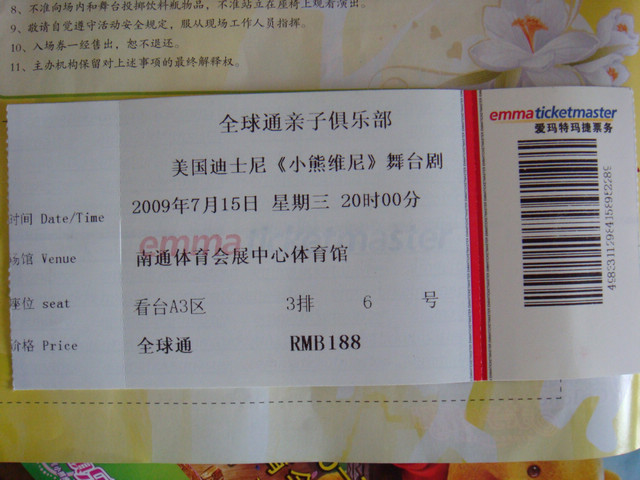 8、不准向场内和舞台投掷饮料瓶物品，不准站立在座椅上观看演出。
9、敬请自觉遵守活动安全规定，服从现场工作人员指挥。
10、入场券一经售出，恕不退还。
11、主办机构保留对上述事项的最终解释权。
全球通亲子俱乐部
美国迪士尼《小熊维尼》舞台剧
时间 Date/Time 2009年7月15日 星期三 20时00分
场馆 Venue 南通体育会展中心体育馆
座位 seat 看台A3区 3排 6 号
价格 Price 全球通 RMB188
emmaticketmaster
emmaticketmaster
爱玛特玛捷票务